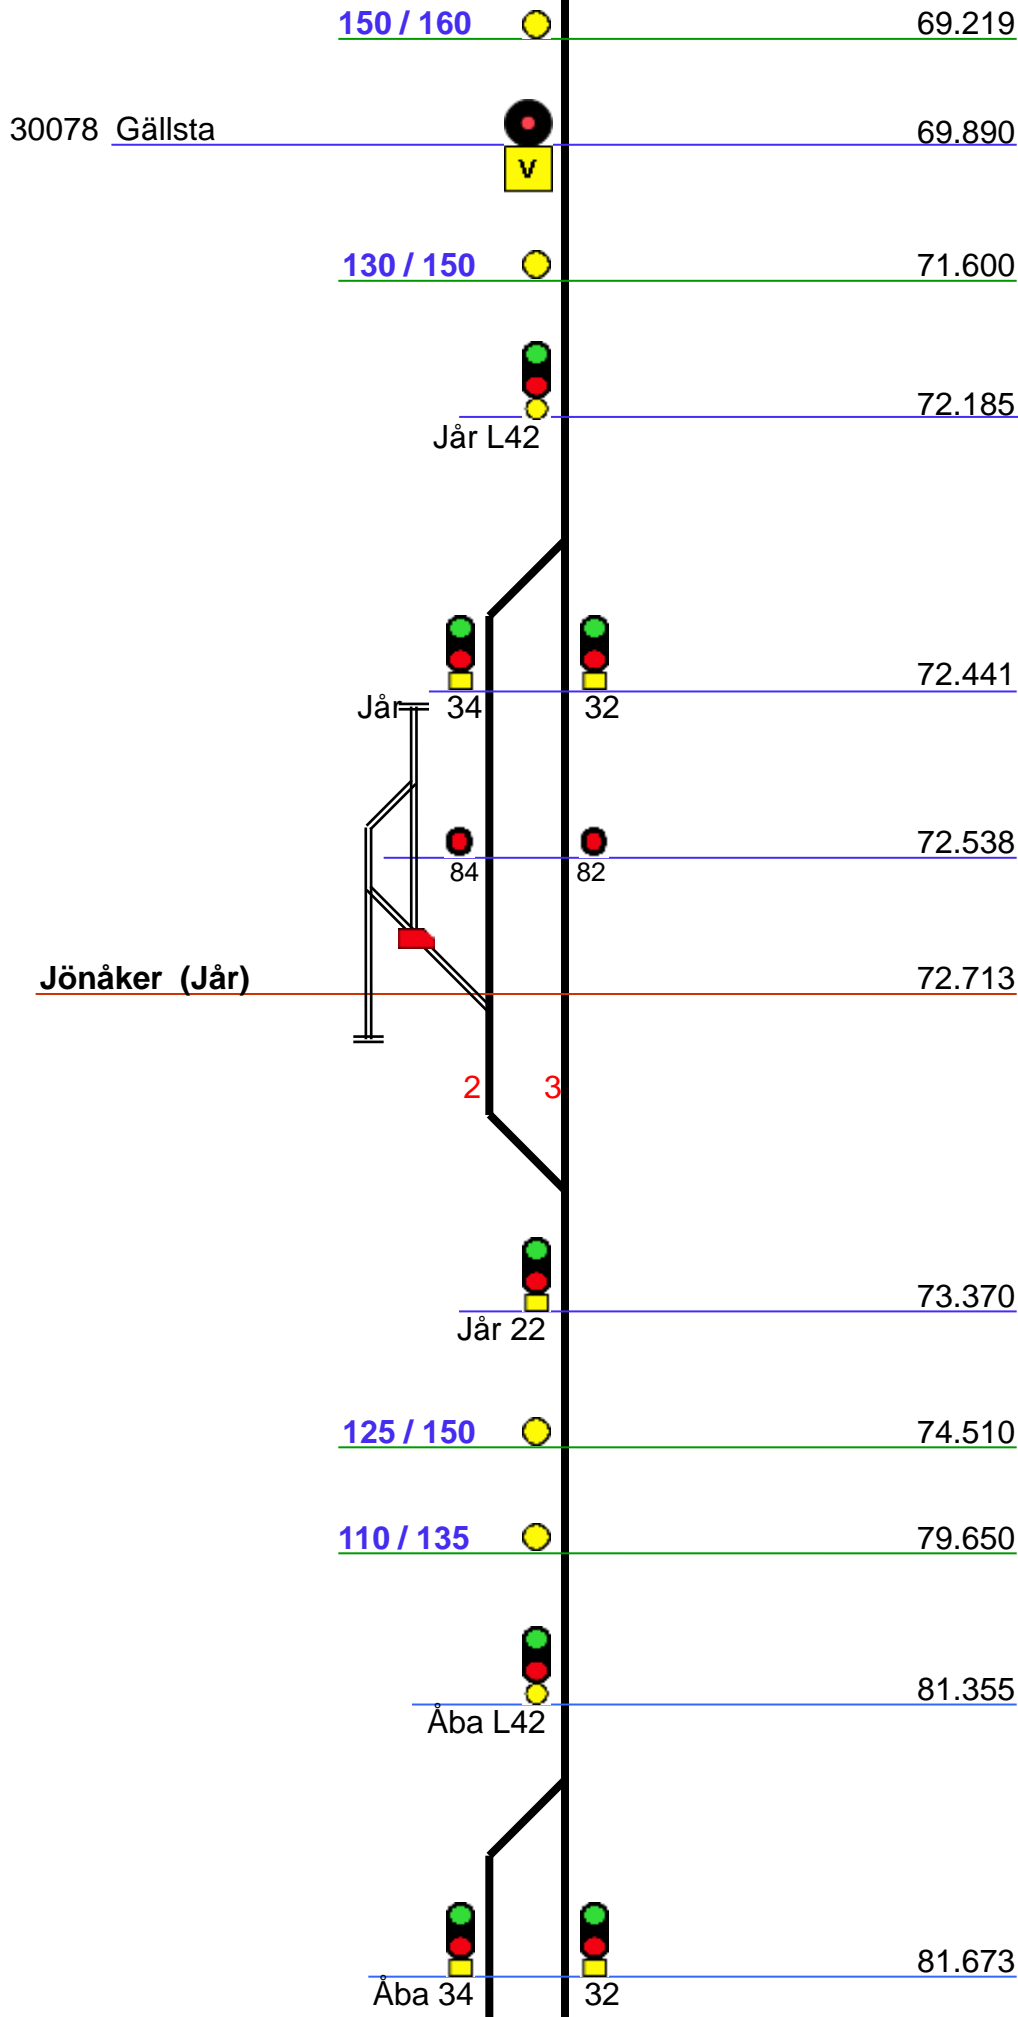 150 / 160 69.219
30078 Gällsta 69.890
V
130 / 150 71.600
72.185
Jår L42
72.441
Jår 34 32
72.538
84 82
Jönåker (Jår) 72.713
2 3
73.370
Jår 22
125 / 150 74.510
110 / 135 79.650
81.355
Åba L42
81.673
Åba 34 32